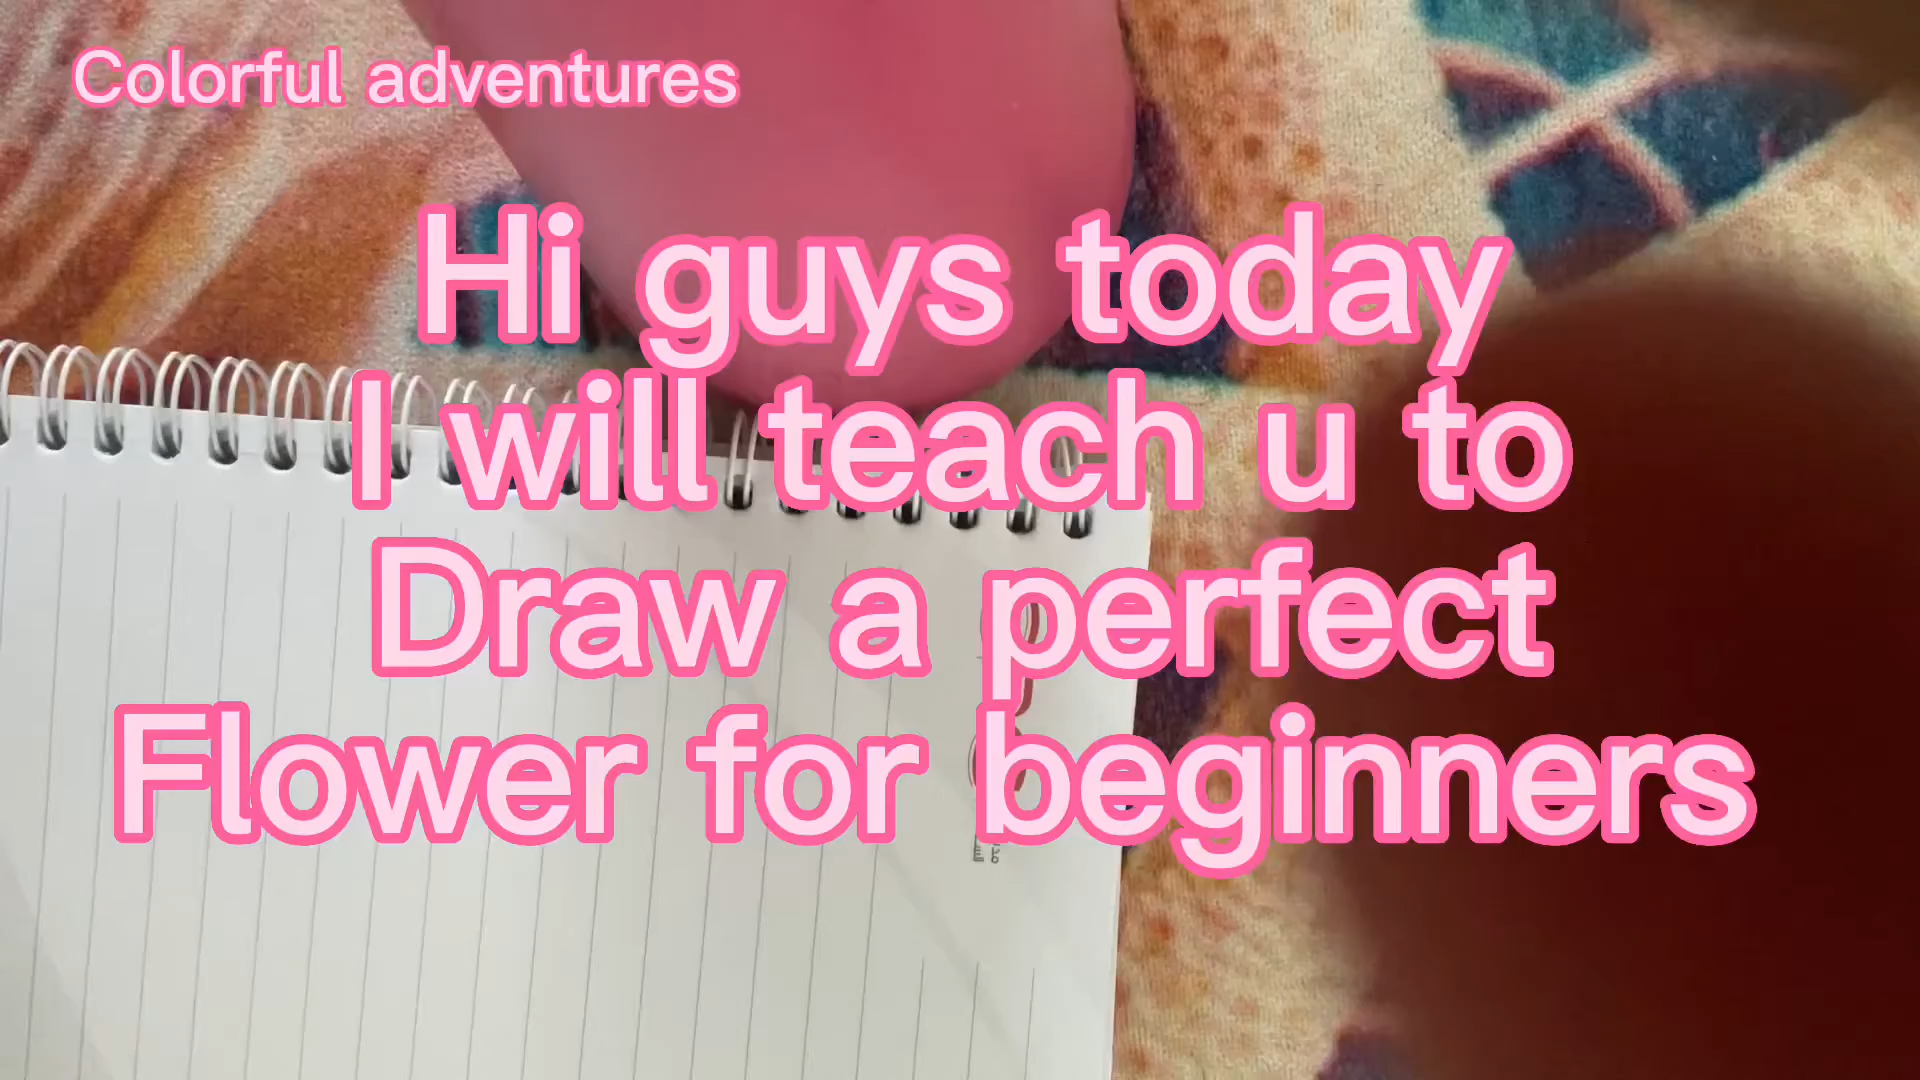 Colorful adventures
Hi guys today
I will teach u to
Draw a perfect
Flower for beginners